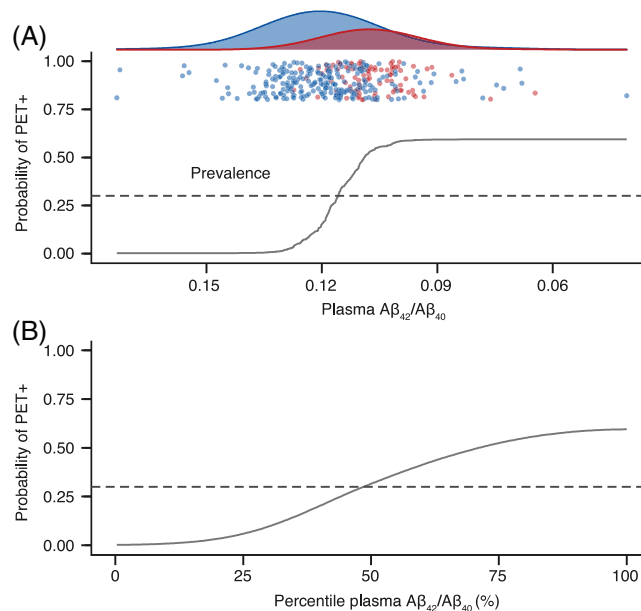 (A)
Probability of PET+
1.00
0.75
0.50
0.25
0.00
Prevalence
0.15 0.12 0.09 0.06
Plasma Aβ₄₂/Aβ₄₀
(B)
Probability of PET+
1.00
0.75
0.50
0.25
0.00
0 25 50 75 100
Percentile plasma Aβ₄₂/Aβ₄₀ (%)